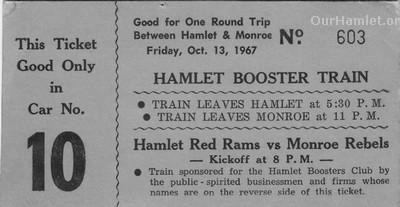 OurHamlet.or
This Ticket
Good Only
in
Car No.
10
Good for One Round Trip
Between Hamlet & Monroe
Friday, Oct. 13, 1967
No 603
HAMLET BOOSTER TRAIN
● TRAIN LEAVES HAMLET at 5:30 P. M.
● TRAIN LEAVES MONROE at 11 P. M.
Hamlet Red Rams vs Monroe Rebels
— Kickoff at 8 P. M. —
● Train sponsored for the Hamlet Boosters Club by
the public - spirited businessmen and firms whose
names are on the reverse side of this ticket.